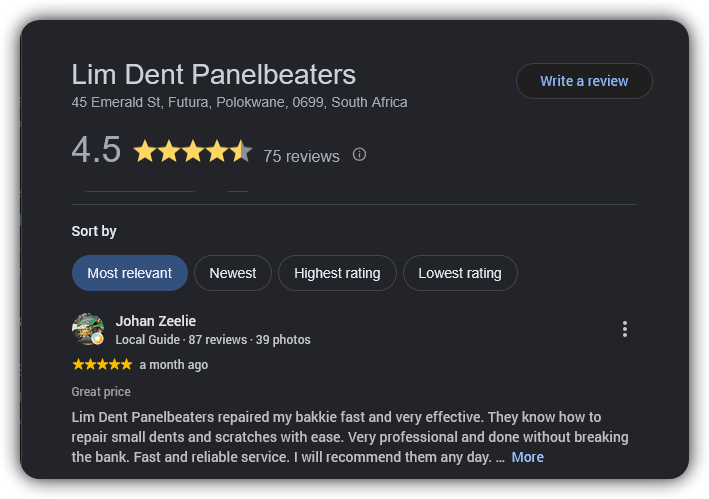 Lim Dent Panelbeaters
Write a review
45 Emerald St, Futura, Polokwane, 0699, South Africa
4.5 75 reviews
Sort by
Most relevant Newest Highest rating Lowest rating
Johan Zeelie
Local Guide · 87 reviews · 39 photos
a month ago
Great price
Lim Dent Panelbeaters repaired my bakkie fast and very effective. They know how to
repair small dents and scratches with ease. Very professional and done without breaking
the bank. Fast and reliable service. I will recommend them any day. ... More